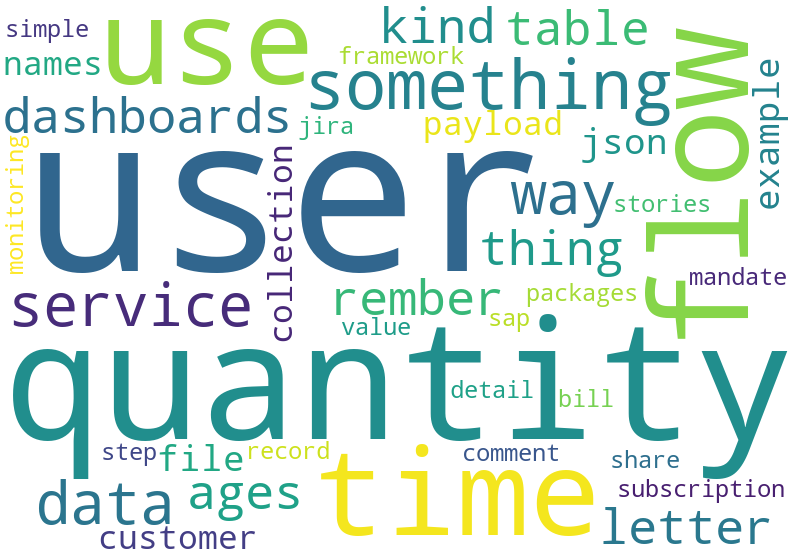 simple
use
kind
table
names
framework
something
flow
example
dashboards
jira
payload
json
monitoring
user
way
stories
collection
thing
service
rember
packages
mandate
value
sap
quantity
detail
bill
step
file
record
time
comment
share
data
ages
subscription
customer
letter